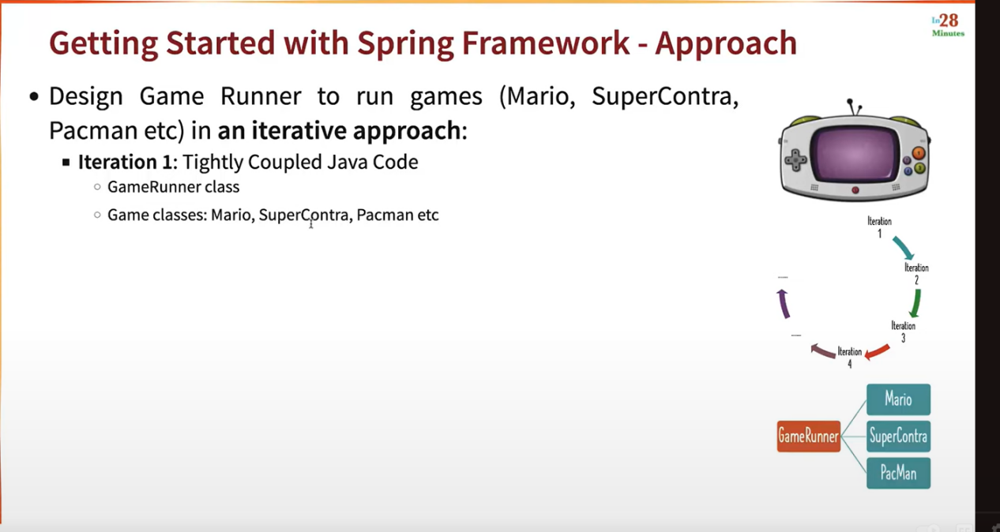 In28
Minutes
Getting Started with Spring Framework - Approach
• Design Game Runner to run games (Mario, SuperContra,
Pacman etc) in an iterative approach:
▪ Iteration 1: Tightly Coupled Java Code
○ GameRunner class
○ Game classes: Mario, SuperContra, Pacman etc
Iteration
1
Iteration
2
Iteration
3
Iteration
4
......
......
GameRunner
Mario
SuperContra
PacMan